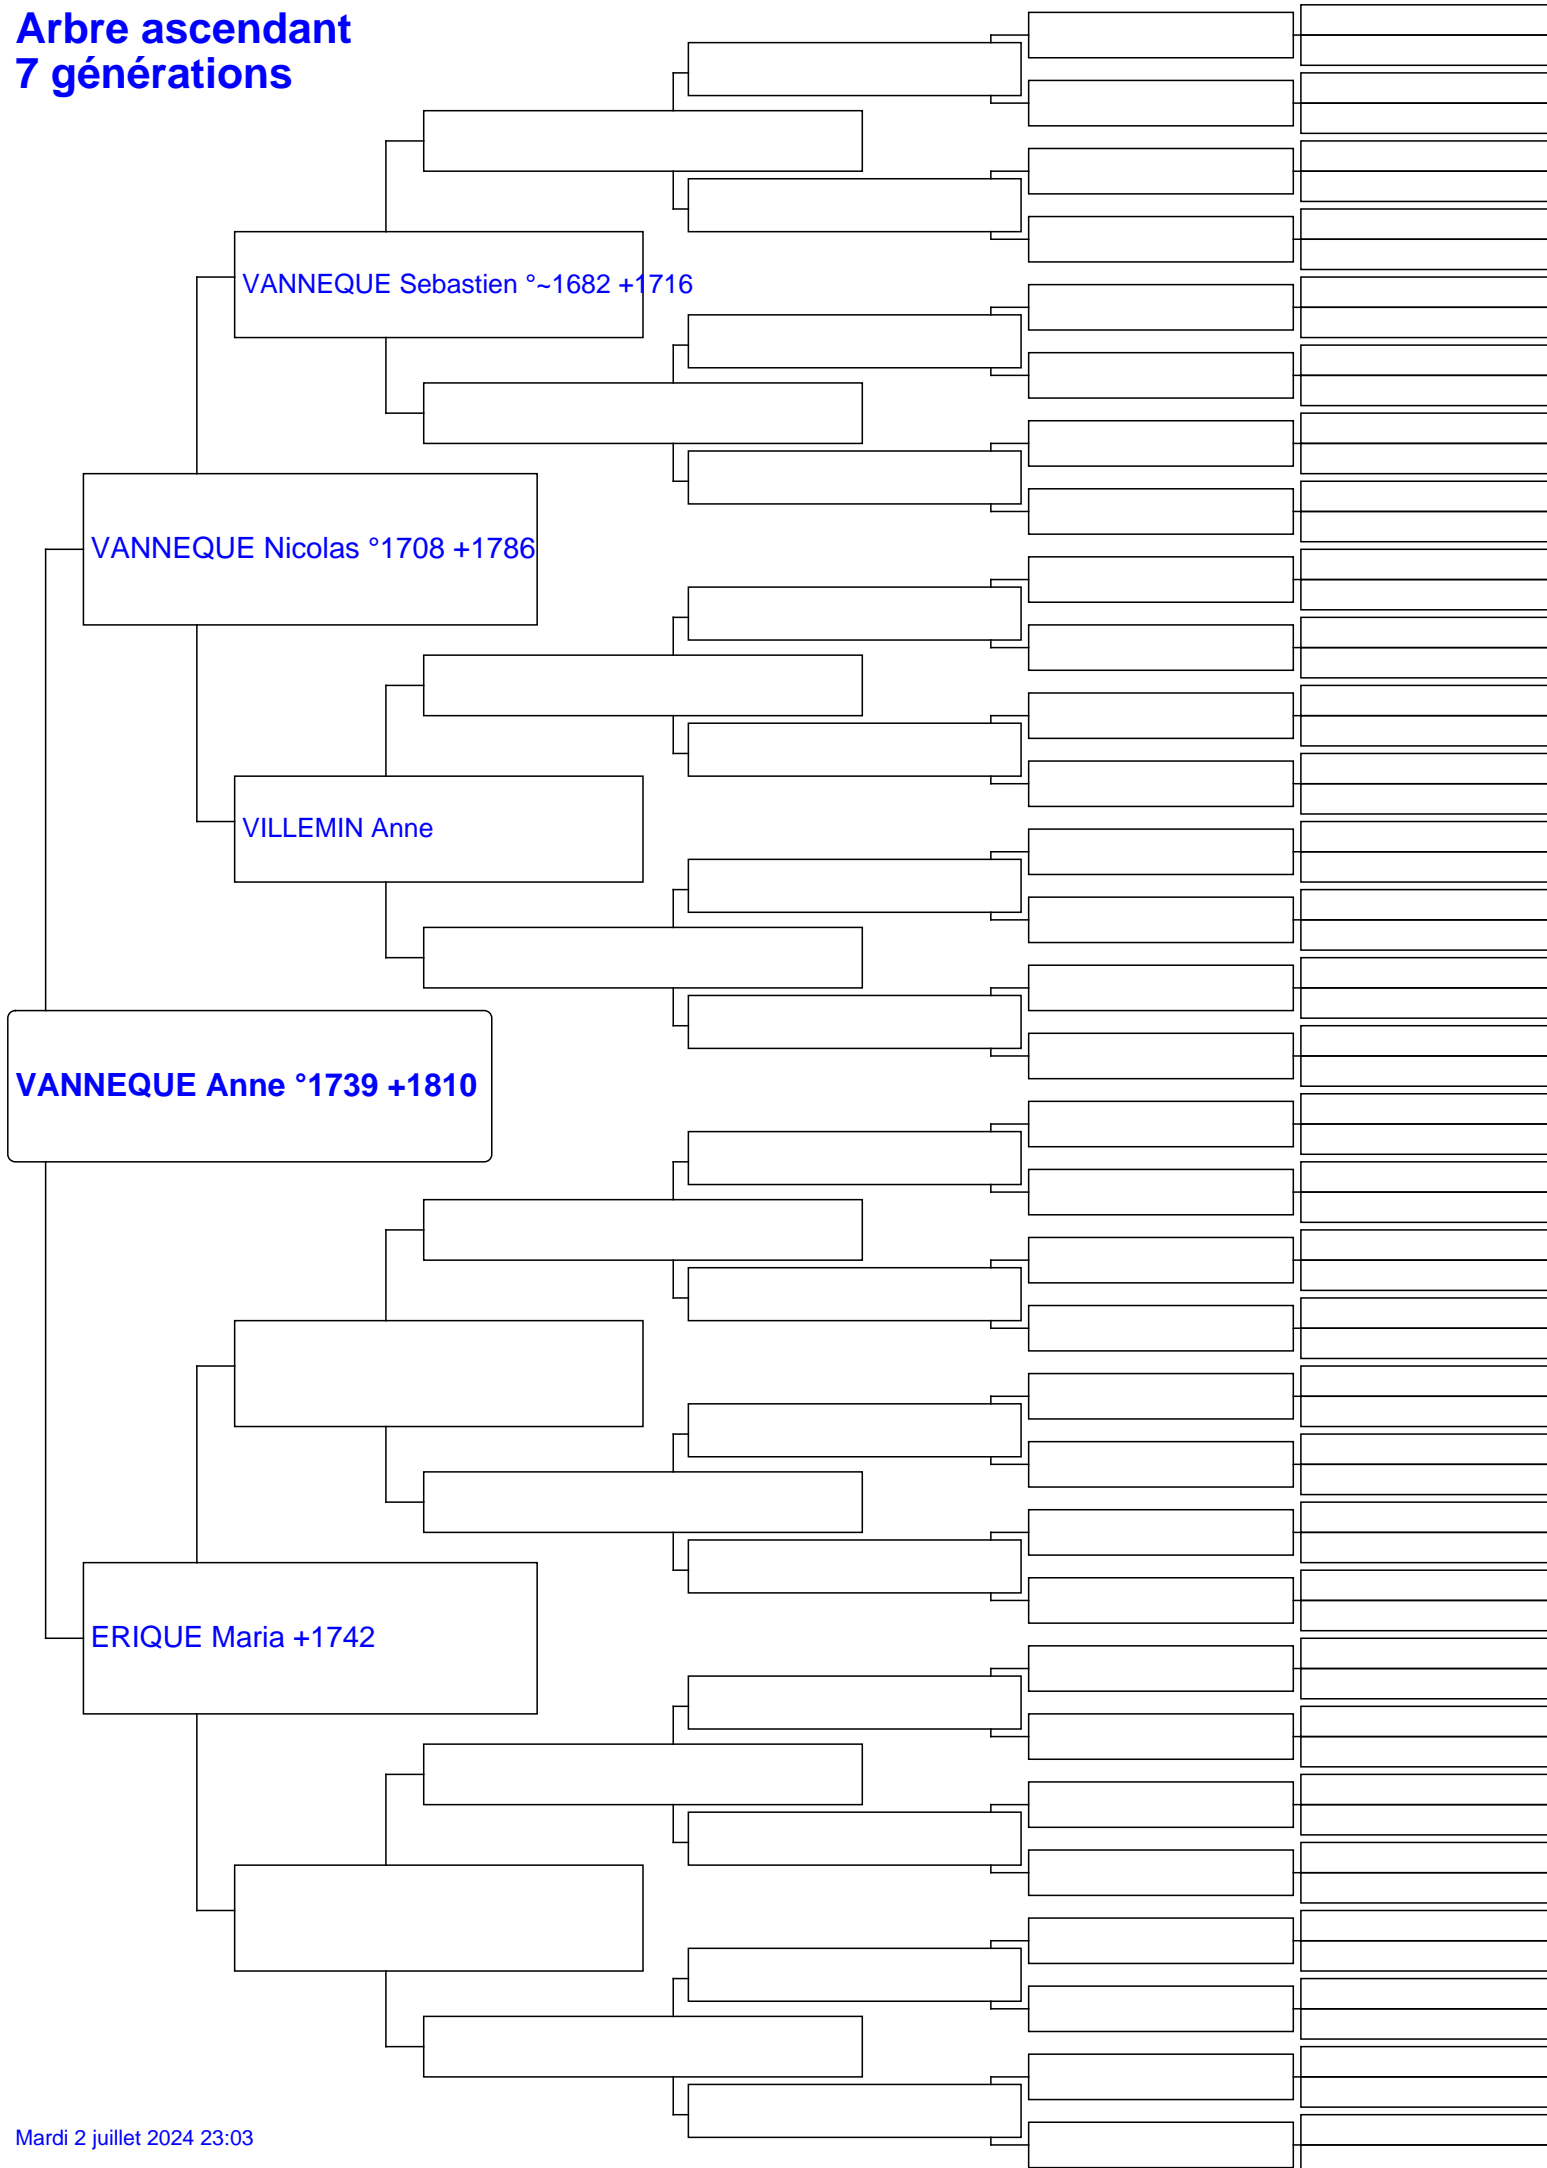 Arbre ascendant
7 générations
VANNEQUE Sebastien °~1682 +1716
VANNEQUE Nicolas °1708 +1786
VILLEMIN Anne
VANNEQUE Anne °1739 +1810
ERIQUE Maria +1742
Mardi 2 juillet 2024 23:03